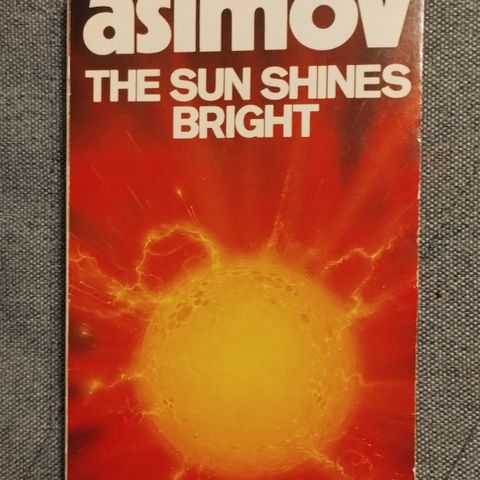 asimov
THE SUN SHINES
BRIGHT